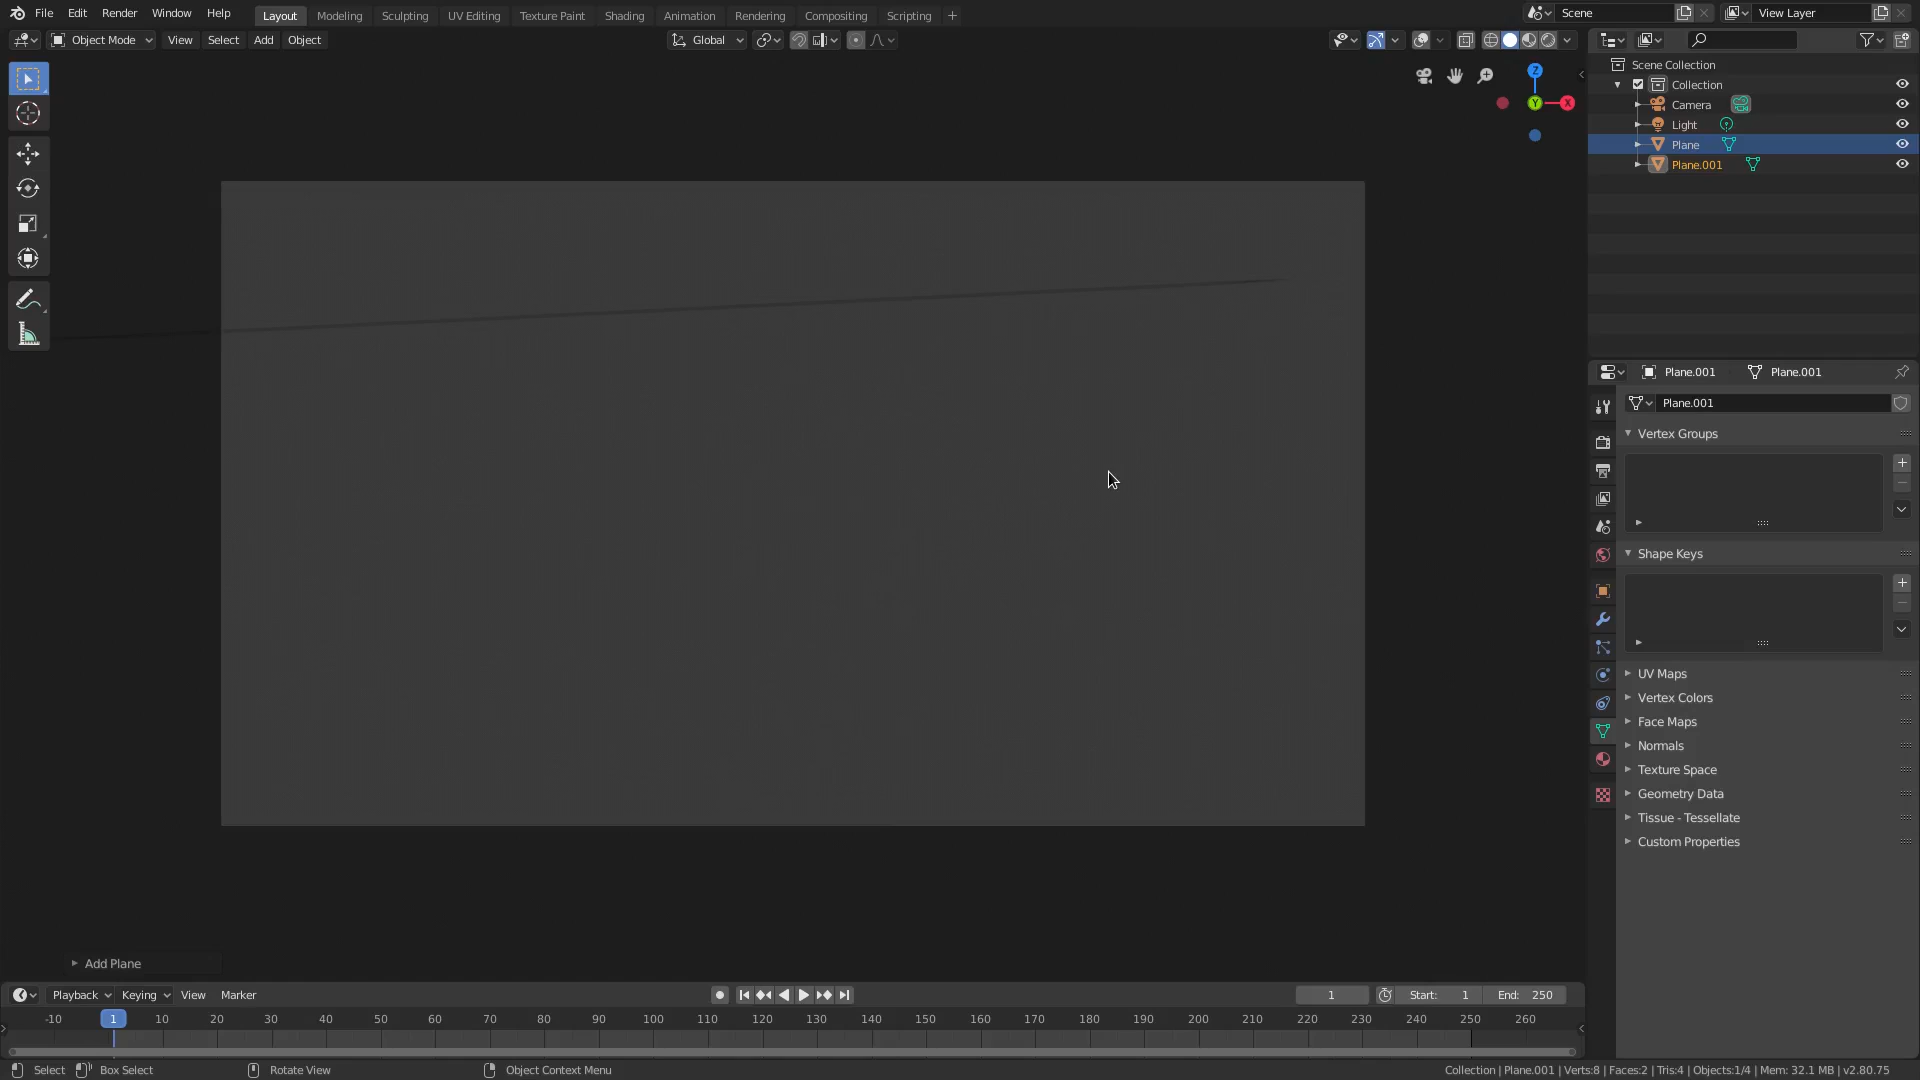 File Edit Render Window Help Layout Modeling Sculpting UV Editing Texture Paint Shading Animation Rendering Compositing Scripting + Scene View Layer
Object Mode View Select Add Object Global
Scene Collection
Collection
Camera
Light
Plane
Plane.001
Z
Y X
Plane.001 Plane.001
Plane.001
Vertex Groups
Shape Keys
UV Maps
Vertex Colors
Face Maps
Normals
Texture Space
Geometry Data
Tissue - Tessellate
Custom Properties
Add Plane
Playback Keying View Marker 1 Start: 1 End: 250
-10 1 10 20 30 40 50 60 70 80 90 100 110 120 130 140 150 160 170 180 190 200 210 220 230 240 250 260
Select Box Select Rotate View Object Context Menu Collection | Plane.001 | Verts:8 | Faces:2 | Tris:4 | Objects:1/4 | Mem: 32.1 MB | v2.80.75